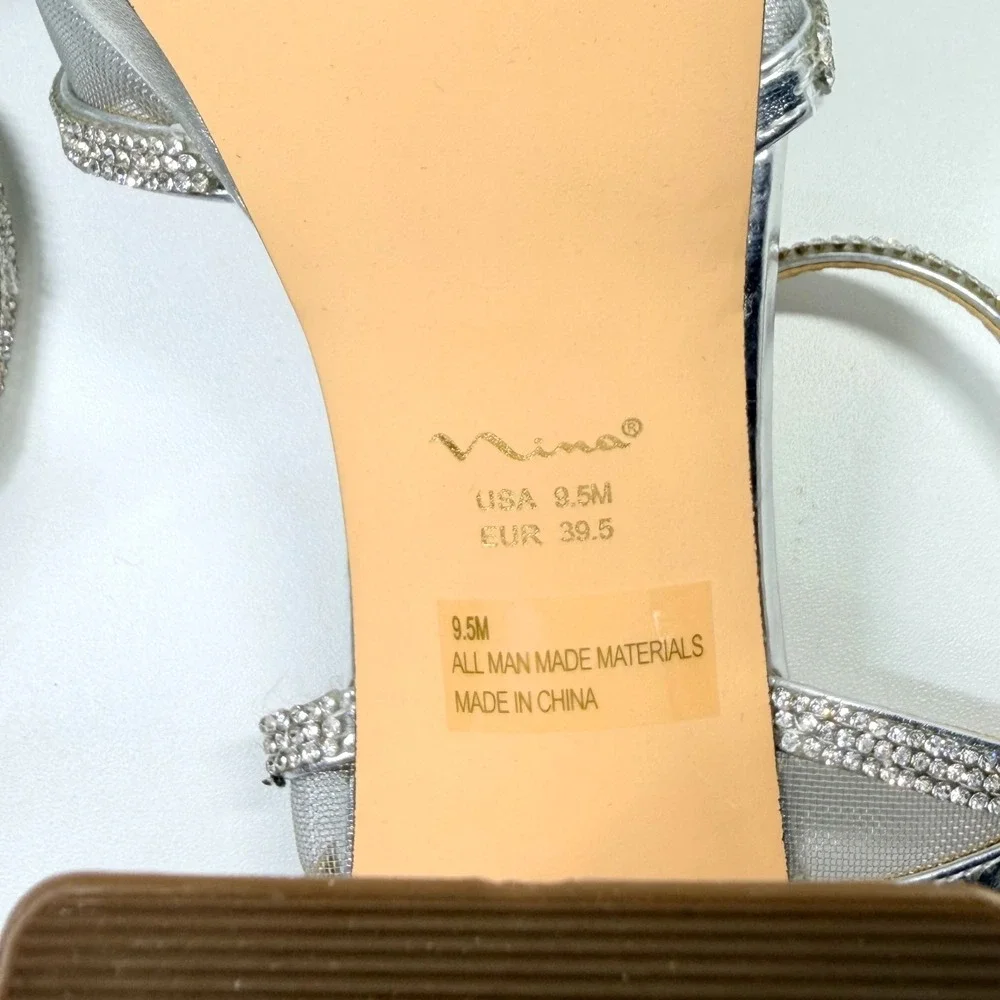 Nina®
USA 9.5M
EUR 39.5
9.5M
ALL MAN MADE MATERIALS
MADE IN CHINA